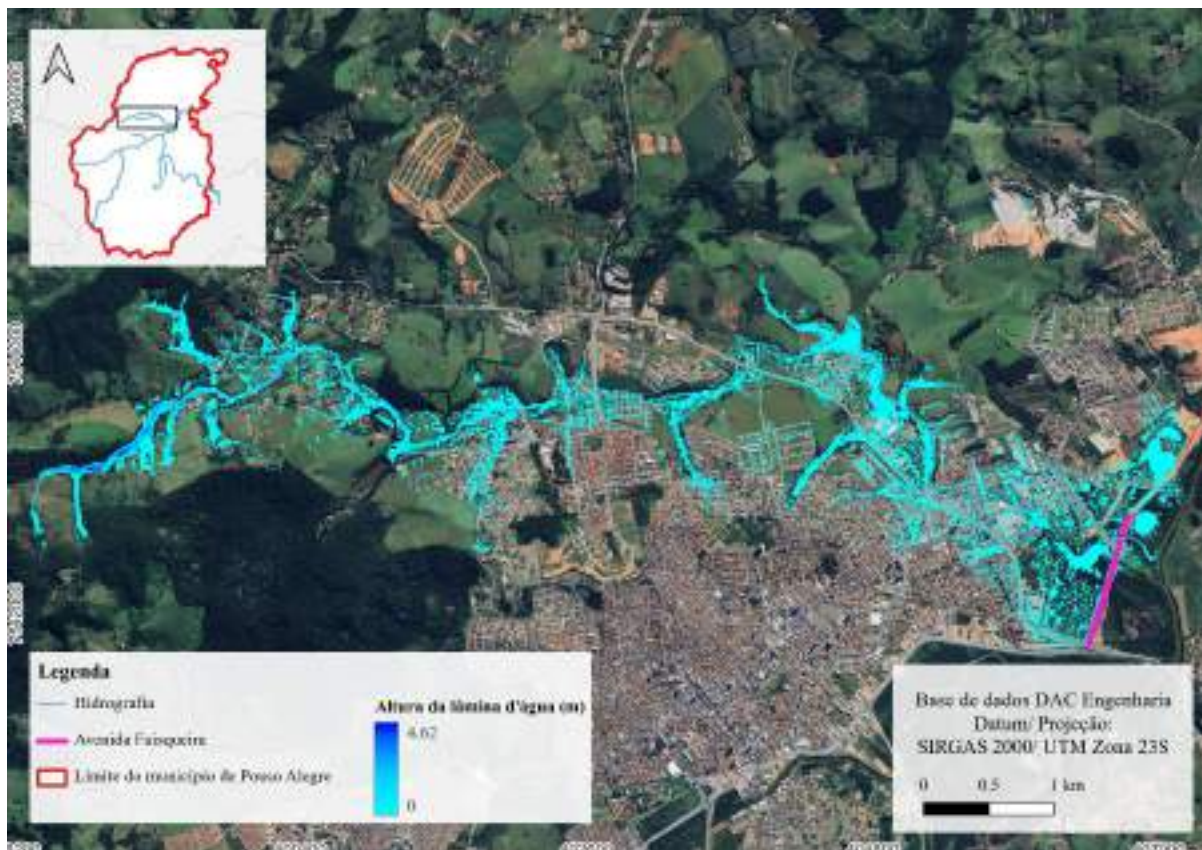 Legenda
Hidrografia
Avenida Faisqueira
Limite do município de Pouso Alegre
Altura da lâmina d'água (m)
4.62
0
Base de dados DAC Engenharia
Datum/ Projeção:
SIRGAS 2000/ UTM Zona 23S
0 0.5 1 km